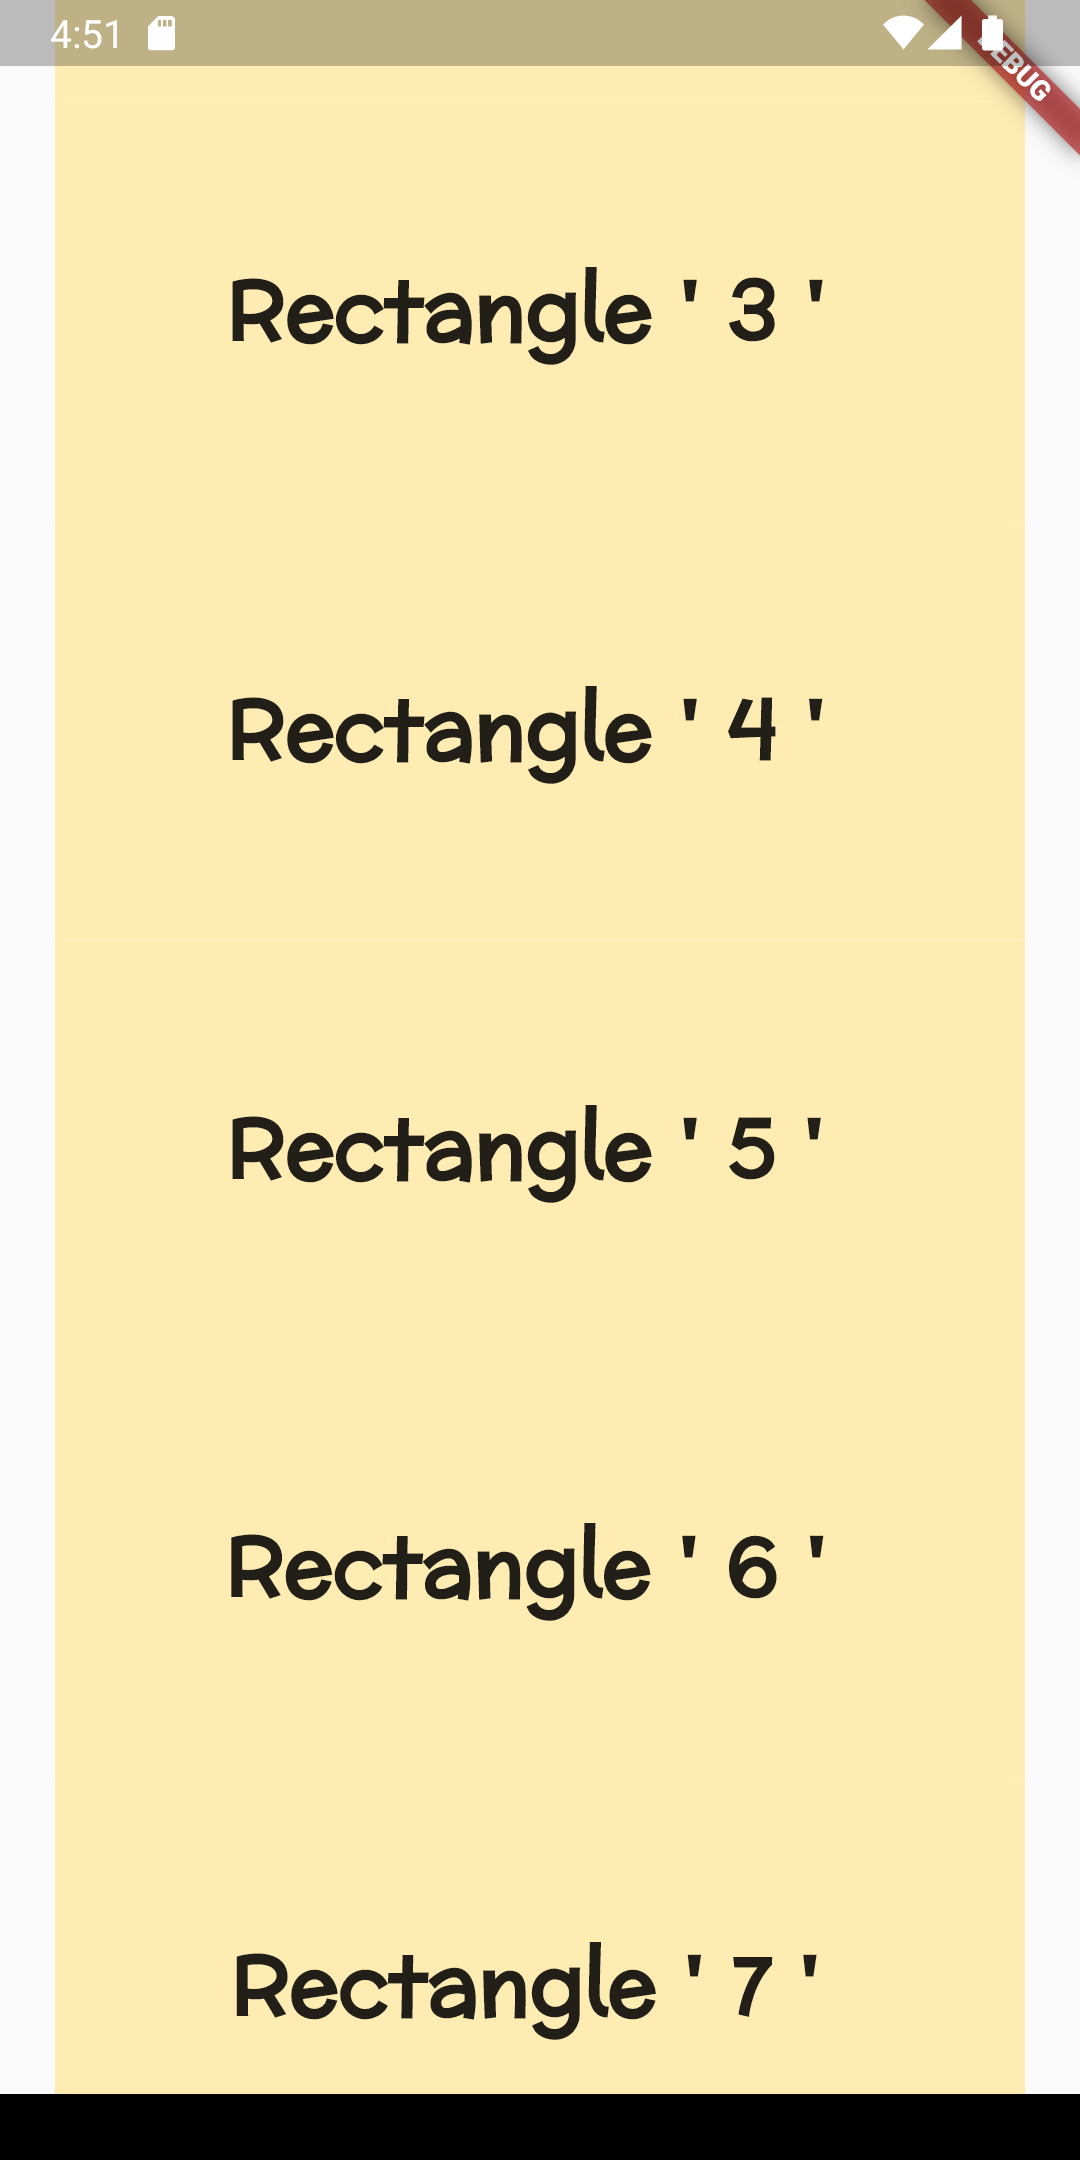 4:51
DEBUG
Rectangle ' 3 '
Rectangle ' 4 '
Rectangle ' 5 '
Rectangle ' 6 '
Rectangle ' 7 '